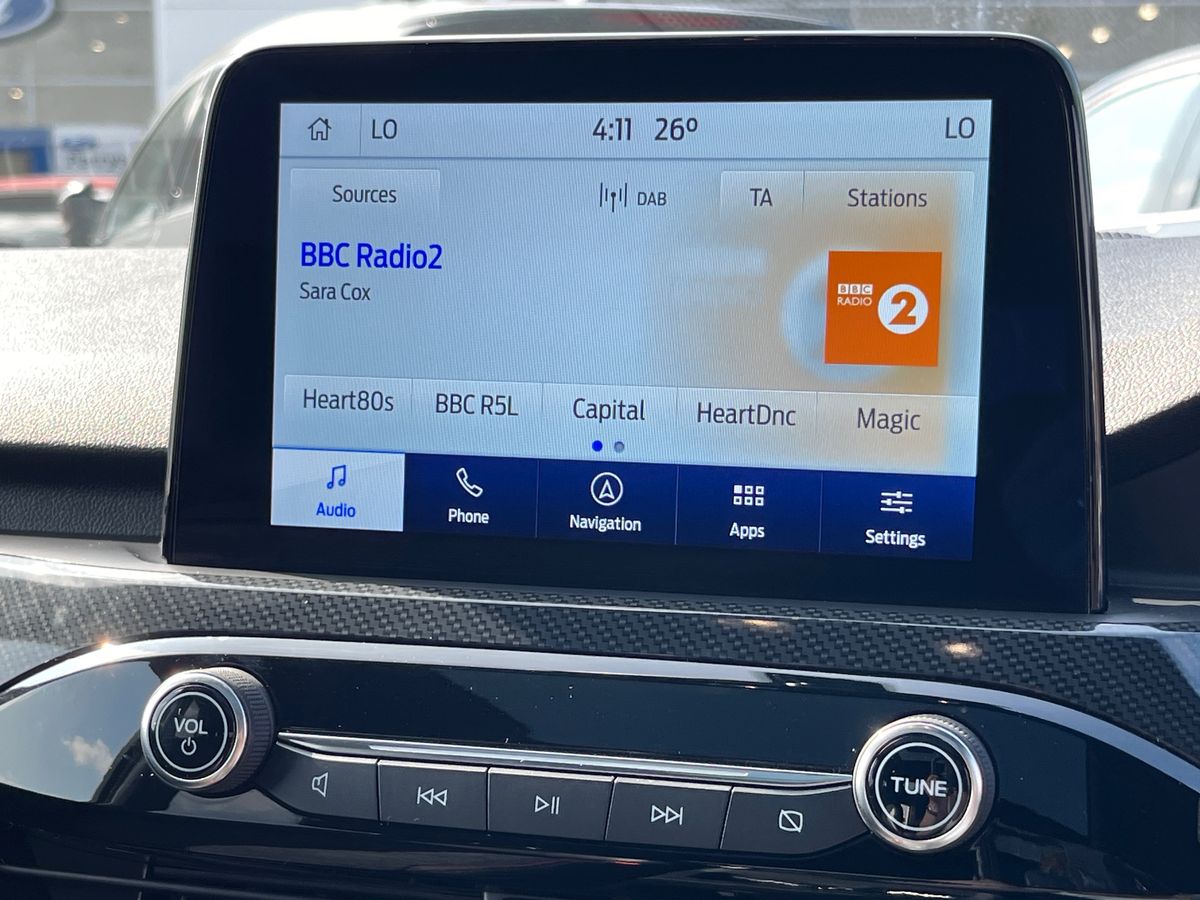 LO 4:11 26º LO
Sources DAB TA Stations
BBC Radio2
Sara Cox
BBC
RADIO 2
Heart80s BBC R5L Capital HeartDnc Magic
Audio Phone Navigation Apps Settings
VOL
TUNE